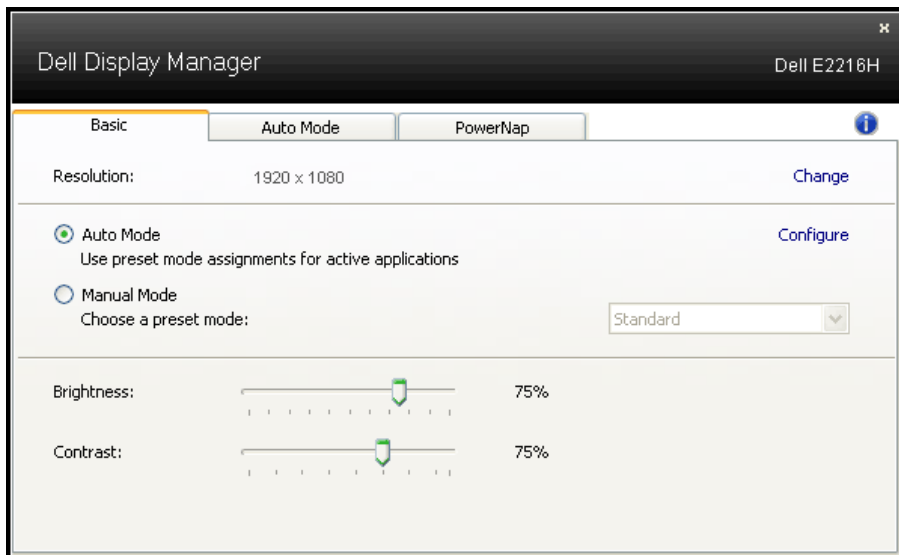 Dell Display Manager
Dell E2216H
Basic
Auto Mode
PowerNap
Resolution:
1920 x 1080
Change
Auto Mode
Configure
Use preset mode assignments for active applications
Manual Mode
Choose a preset mode:
Standard
Brightness:
75%
Contrast:
75%